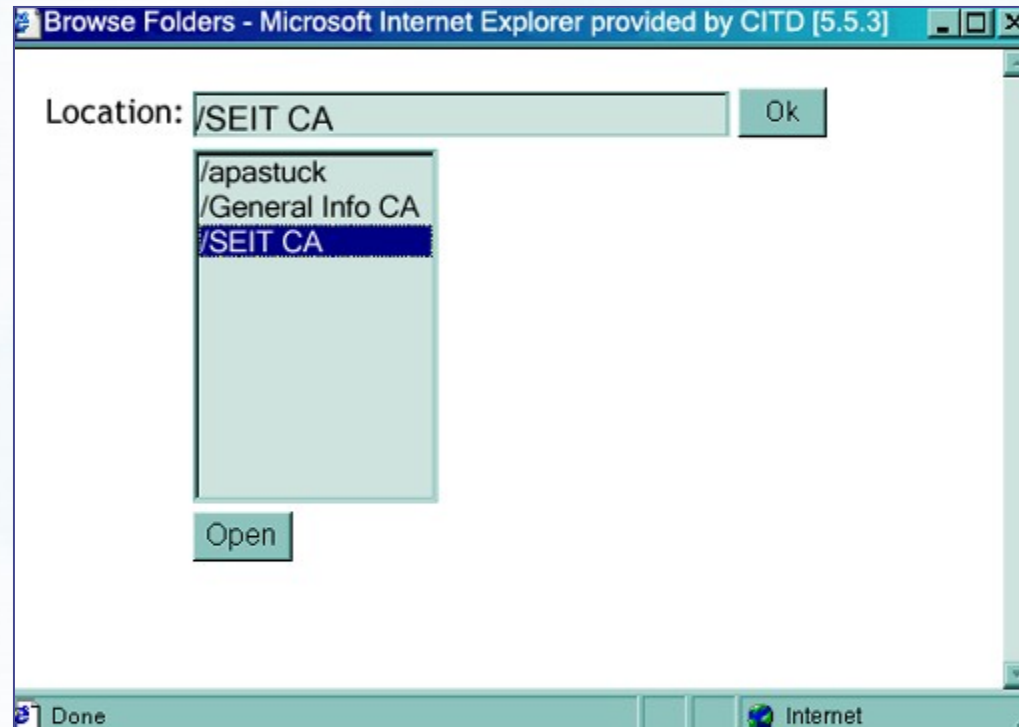 Browse Folders - Microsoft Internet Explorer provided by CITD [5.5.3]
Location: /SEIT CA Ok
/apastuck
/General Info CA
/SEIT CA
Open
Done Internet